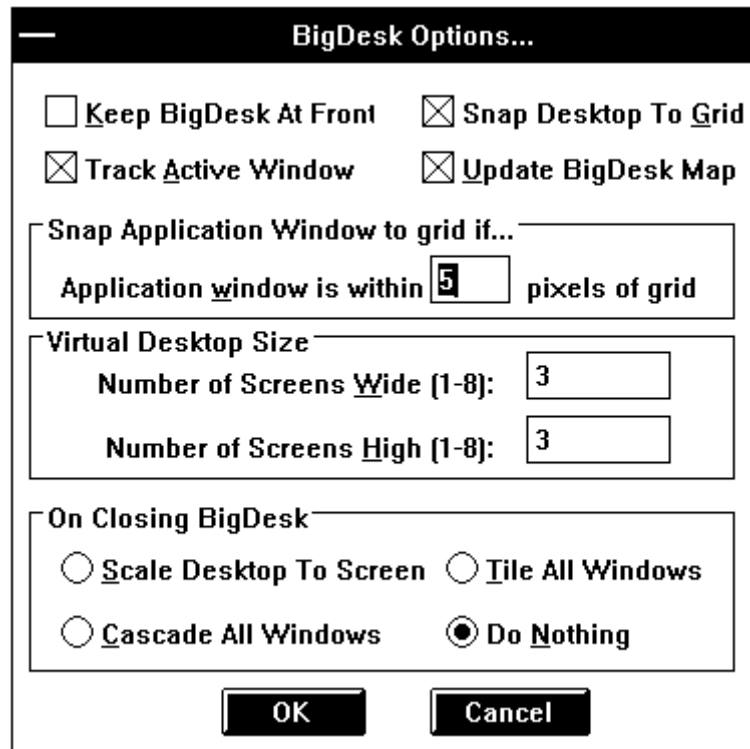 BigDesk Options...
Keep BigDesk At Front Snap Desktop To Grid
Track Active Window Update BigDesk Map
Snap Application Window to grid if...
Application window is within 5 pixels of grid
Virtual Desktop Size
Number of Screens Wide (1-8): 3
Number of Screens High (1-8): 3
On Closing BigDesk
Scale Desktop To Screen Tile All Windows
Cascade All Windows Do Nothing
OK Cancel